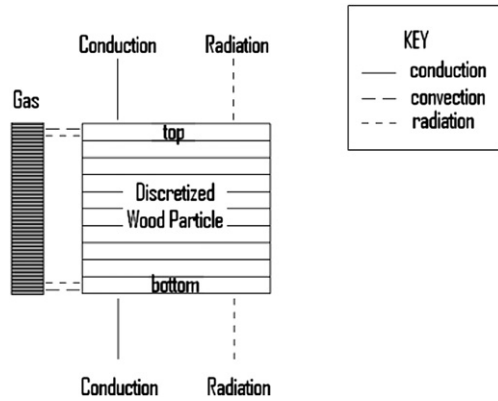 Conduction Radiation
KEY
conduction
convection
radiation
Gas
top
Discretized
Wood Particle
bottom
Conduction Radiation